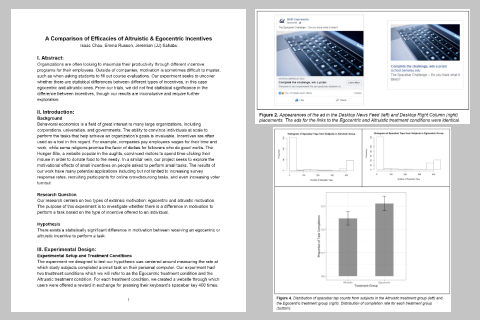 A Comparison of Efficacies of Altruistic & Egocentric Incentives
Isaac Chau, Emma Russon, Jeremiah (JJ) Sahabu
I. Abstract:
Organizations are often looking to maximize their productivity through different incentive
programs for their employees. Outside of companies, motivation is sometimes difficult to master,
such as when asking students to fill out course evaluations. Our experiment seeks to uncover
whether there are statistical differences between different types of incentives, in this case
egocentric and altruistic ones. From our trials, we did not find statistical significance in the
difference between incentives, though our results are inconclusive and require further
exploration.
II. Introduction:
Background
Behavioral economics is a field of great interest to many large organizations, including
corporations, universities, and governments. The ability to convince individuals at scale to
perform the tasks that help achieve an organization's goals is invaluable. Incentives are often
used as a tool in this regard. For example, companies pay employees wages for their time and
work, while some religions promise the favor of deities for followers who do good works. The
Hunger Site, a website popular in the aughts, convinced visitors to spend time clicking their
mouse in order to donate food to the needy. In a similar vein, our project seeks to explore the
motivational effects of small incentives on people asked to perform small tasks. The results of
our work have many potential applications including but not limited to increasing survey
response rates, recruiting participants for online crowdsourcing tasks, and even increasing voter
turnout.
Research Question
Our research centers on two types of extrinsic motivation: egocentric and altruistic motivation.
The purpose of this experiment is to investigate whether there is a difference in motivation to
perform a task based on the type of incentive offered to an individual.
Hypothesis
There exists a statistically significant difference in motivation between receiving an egocentric or
altruistic incentive to perform a task.
III. Experimental Design:
Experimental Setup and Treatment Conditions
The experiment we designed to test our hypothesis was centered around measuring the rate at
which study subjects completed a small task on their personal computer. Our experiment had
two treatment conditions which we will refer to as the Egocentric treatment condition and the
Altruistic treatment condition. For each treatment condition, we created a website through which
users were offered a reward in exchange for pressing their keyboard's spacebar key 400 times.
1
Complete the challenge, win a prize
Complete the challenge, win a prize
Figure 2. Appearances of the ad in the Desktop News Feed (left) and Desktop Right Column (right)
placements. The ads for the links to the Egocentric and Altruistic treatment conditions were identical.
Proportion of Task Completions
Treatment Group
Figure 4. Distribution of spacebar tap counts from subjects in the Altruistic treatment group (left) and
the Egocentric treatment group (right). Distribution of completion rate for each treatment group
(bottom).